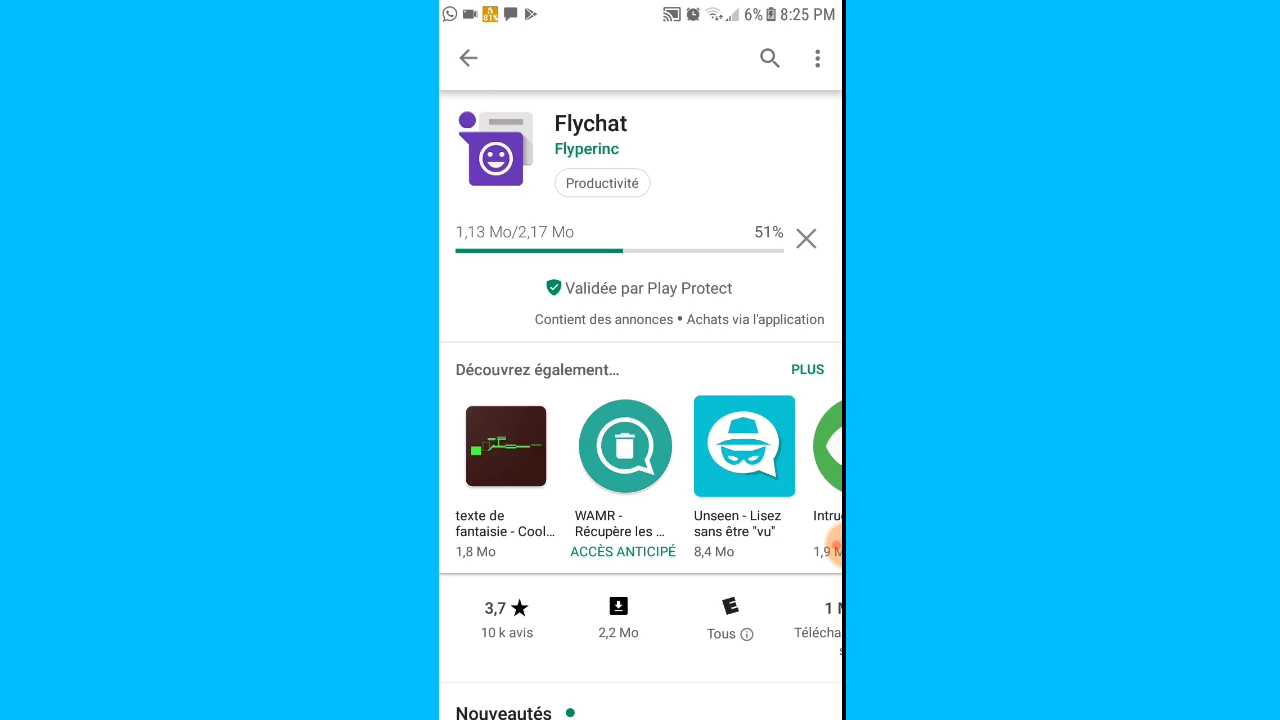 81%
6% 8:25 PM
Flychat
Flyperinc
Productivité
1,13 Mo/2,17 Mo 51%
Validée par Play Protect
Contient des annonces • Achats via l'application
Découvrez également… PLUS
texte de fantaisie - Cool…
1,8 Mo
WAMR - Récupère les …
ACCÈS ANTICIPÉ
Unseen - Lisez sans être "vu"
8,4 Mo
Intru
1,9 M
3,7 ★
10 k avis
2,2 Mo
E
Tous
1 M
Télécha
s
Nouveautés